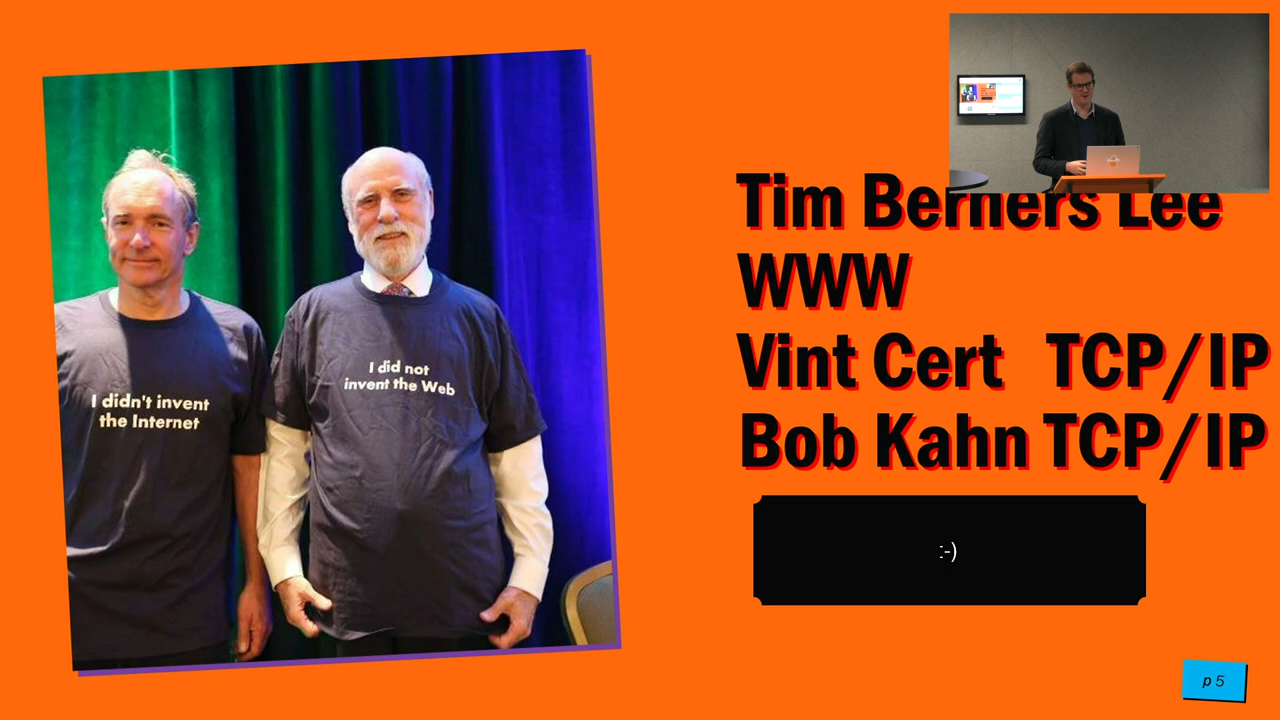 Tim Berners Lee
WWW
Vint Cert TCP/IP
Bob Kahn TCP/IP
:-)
I didn't invent
the Internet
I did not
invent the Web
p 5